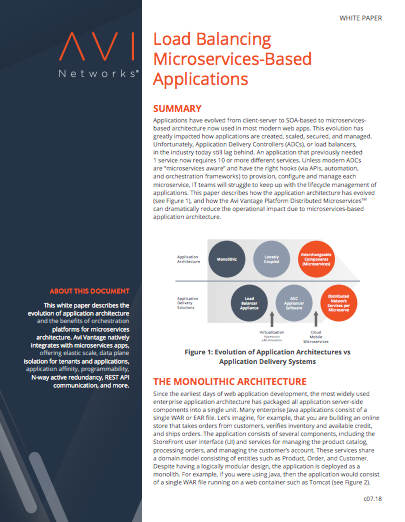 WHITE PAPER
AVI
Networks®
Load Balancing
Microservices-Based
Applications
SUMMARY
Applications have evolved from client-server to SOA-based to microservices-
based architecture now used in most modern web apps. This evolution has
greatly impacted how applications are created, scaled, secured, and managed.
Unfortunately, Application Delivery Controllers (ADCs), or load balancers,
in the industry today still lag behind. An application that previously needed
1 service now requires 10 or more different services. Unless modern ADCs
are "microservices aware" and have the right hooks (via APIs, automation,
and orchestration frameworks) to provision, configure and manage each
microservice, IT teams will struggle to keep up with the lifecycle management of
applications. This paper describes how the application architecture has evolved
(see Figure 1), and how the Avi Vantage Platform Distributed Microservices™
can dramatically reduce the operational impact due to microservices-based
application architecture.
Application
Architecture
Monolithic
Loosely
Coupled
Interchangeable
Components
(Microservices)
Application
Delivery
Solutions
Load
Balancer
Appliance
ADC
Appliance/
Software
Distributed
Network
Services per
Microservice
Virtualization
Cloud
Mobile
Microservices
Figure 1: Evolution of Application Architectures vs
Application Delivery Systems
ABOUT THIS DOCUMENT
This white paper describes the
evolution of application architecture
and the benefits of orchestration
platforms for microservices
architecture. Avi Vantage natively
integrates with microservices apps,
offering elastic scale, data plane
isolation for tenants and applications,
application affinity, programmability,
N-way active redundancy, REST API
communication, and more.
THE MONOLITHIC ARCHITECTURE
Since the earliest days of web application development, the most widely used
enterprise application architecture has packaged all application server-side
components into a single unit. Many enterprise Java applications consist of a
single WAR or EAR file. Let's imagine, for example, that you are building an online
store that takes orders from customers, verifies inventory and available credit,
and ships orders. The application consists of several components, including the
StoreFront user interface (UI) and services for managing the product catalog,
processing orders, and managing the customer's account. These services share
a domain model consisting of entities such as Product, Order, and Customer.
Despite having a logically modular design, the application is deployed as a
monolith. For example, if you were using Java, then the application would consist
of a single WAR file running on a web container such as Tomcat (see Figure 2).
c07.18